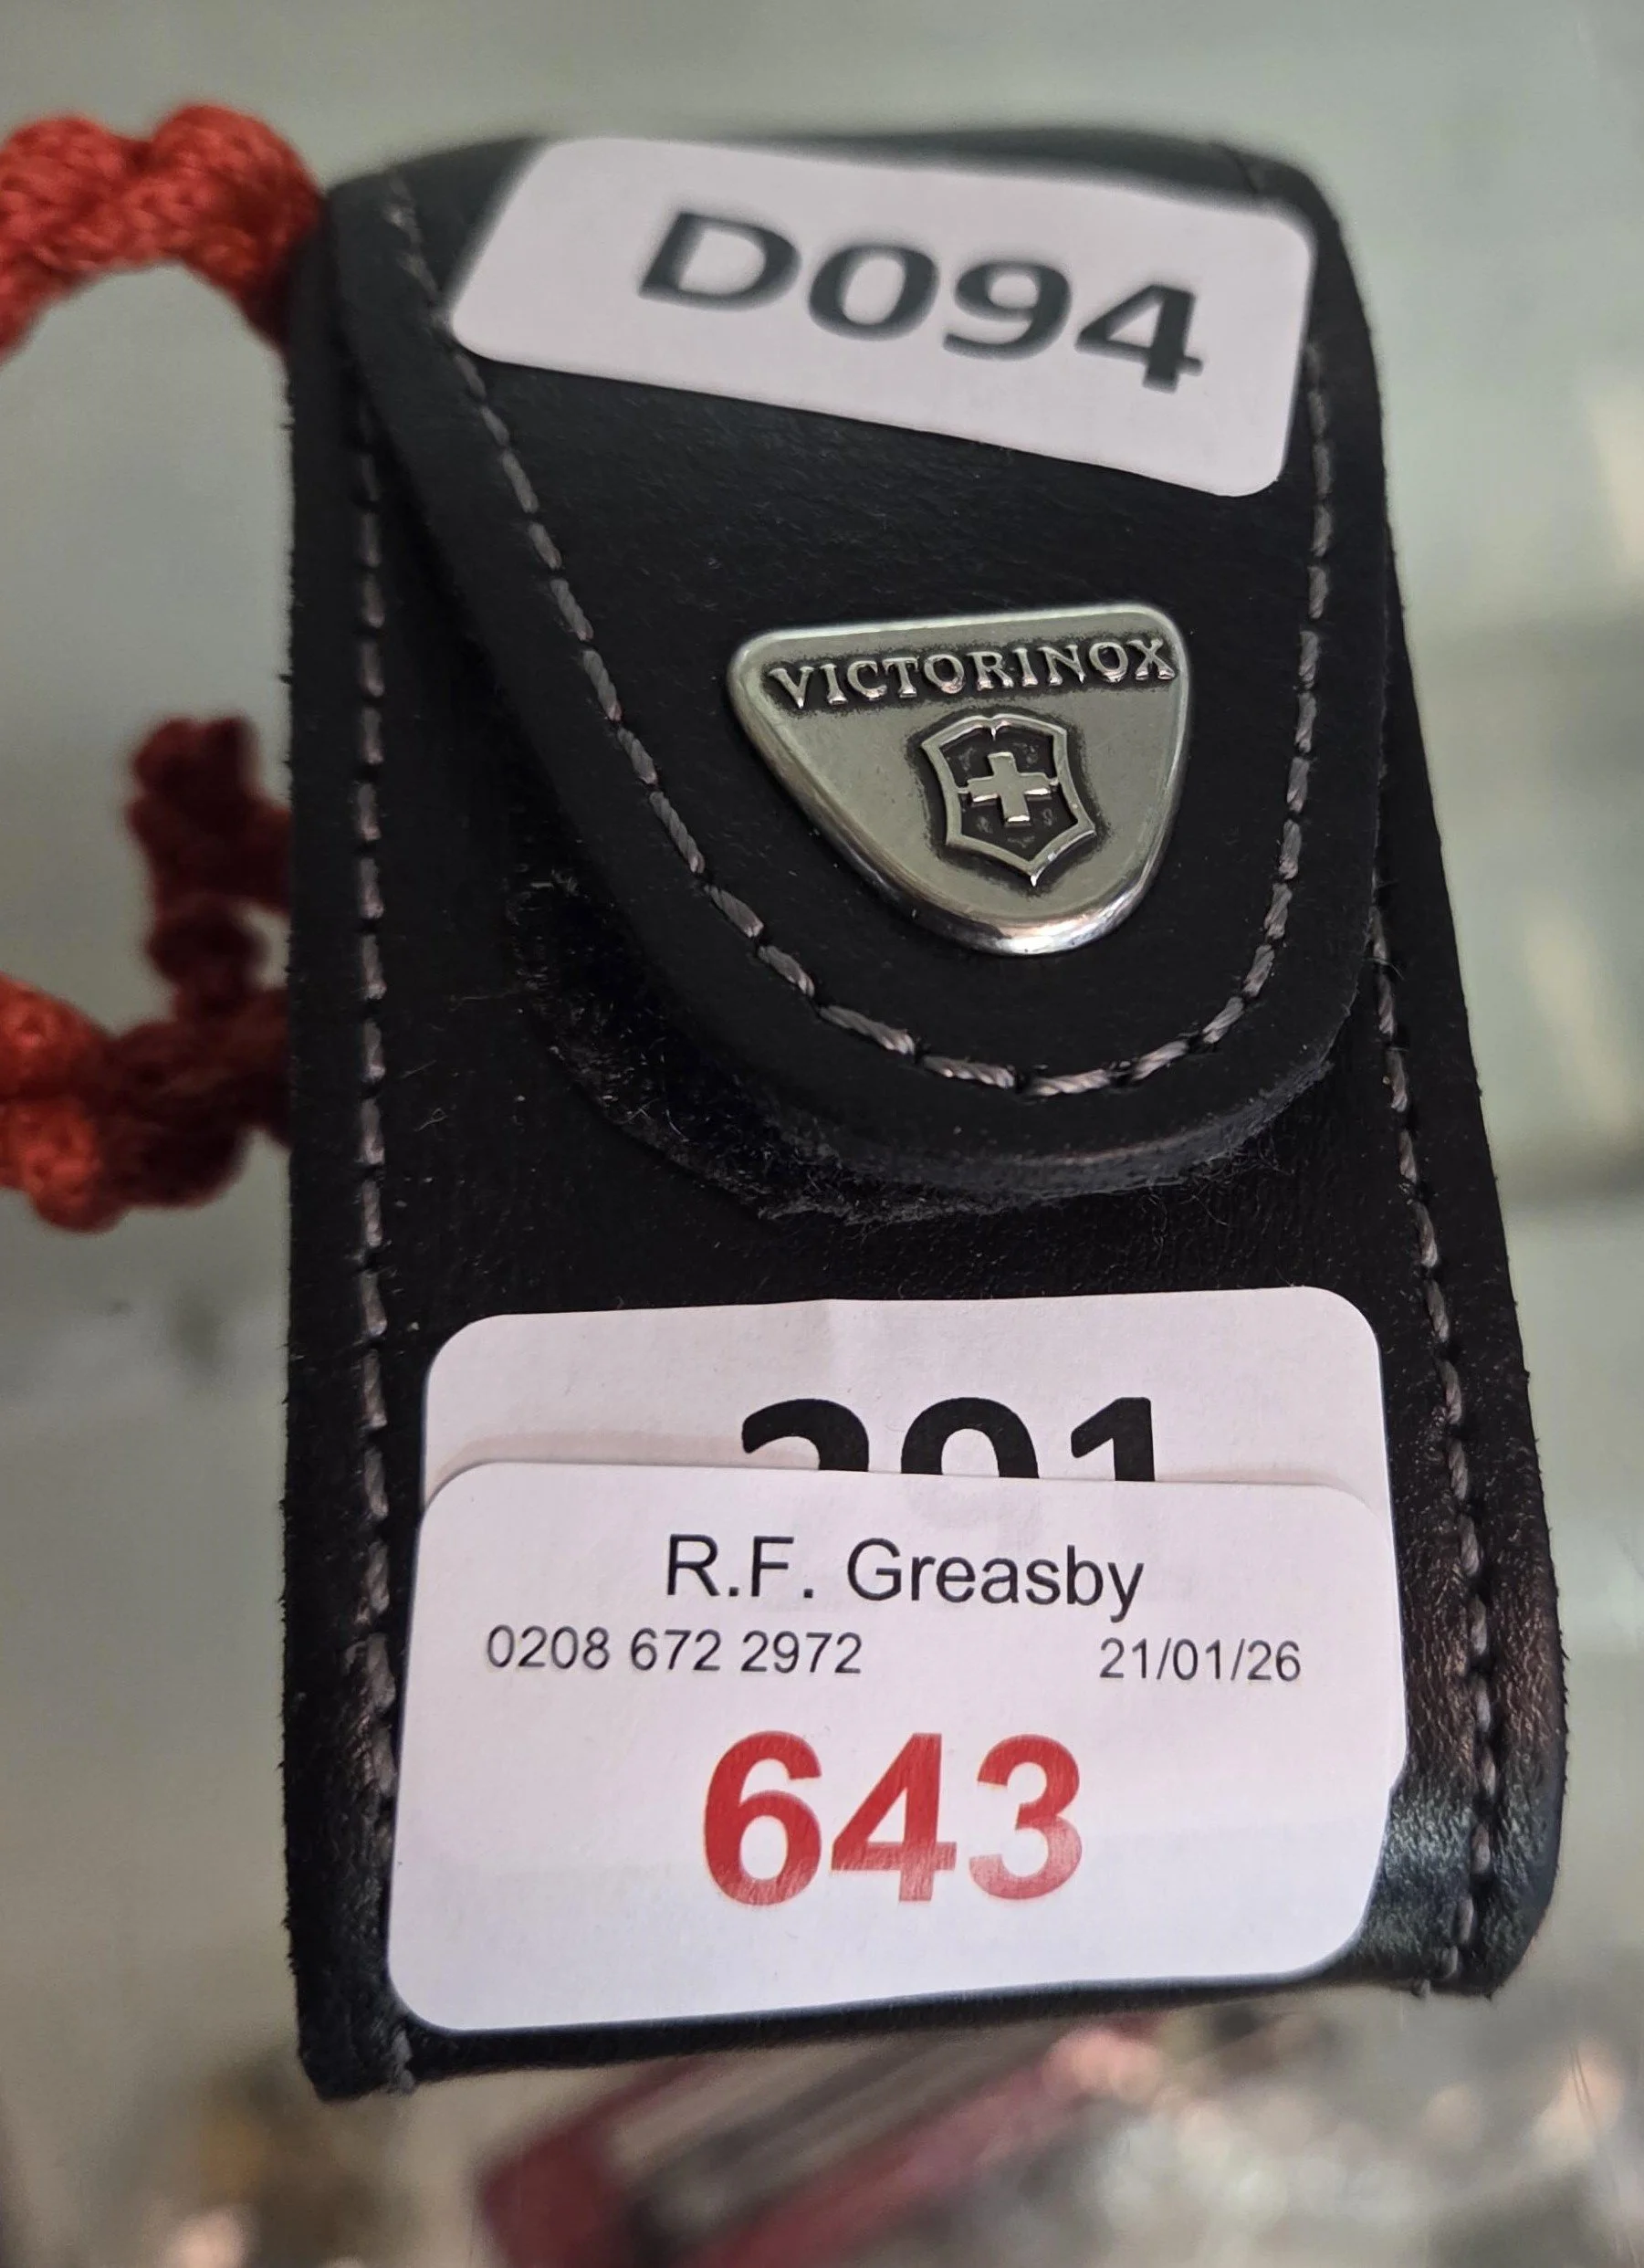 D094
VICTORINOX
R.F. Greasby
0208 672 2972 21/01/26
643